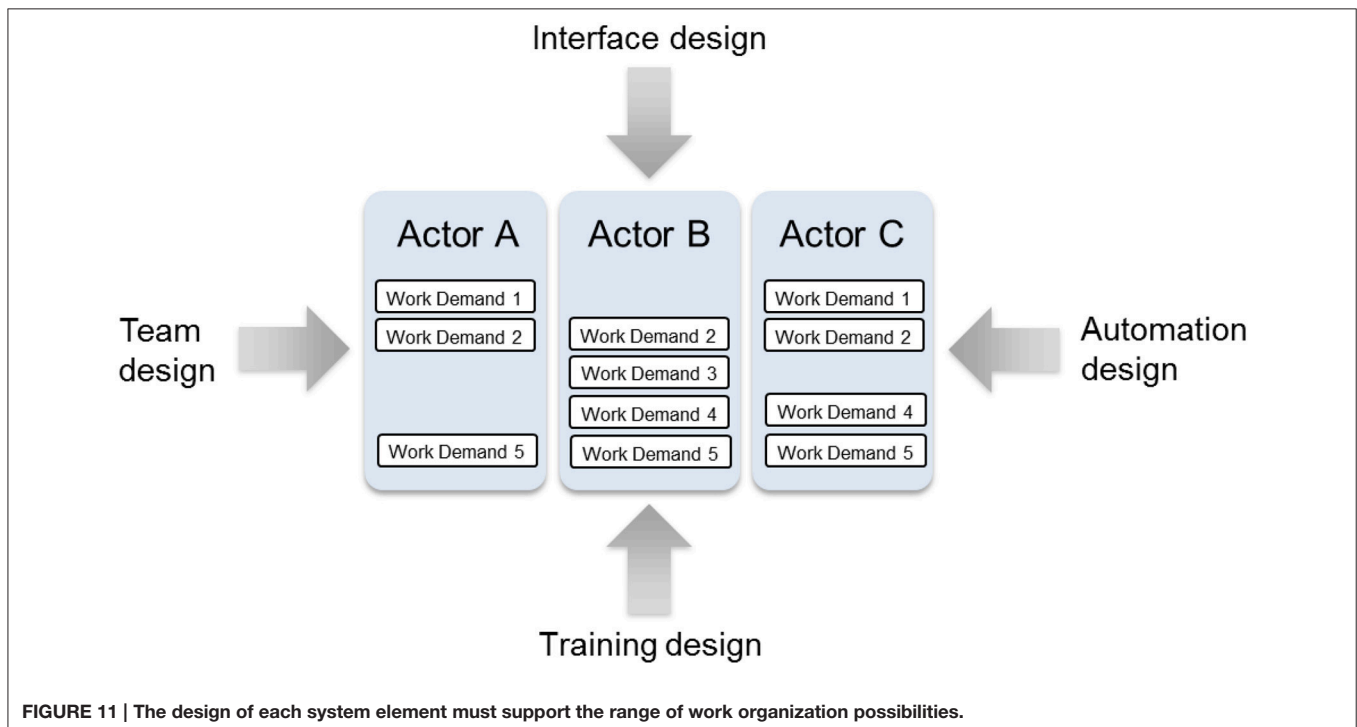 Interface design
Actor A
Work Demand 1
Work Demand 2
Work Demand 5
Actor B
Work Demand 2
Work Demand 3
Work Demand 4
Work Demand 5
Actor C
Work Demand 1
Work Demand 2
Work Demand 4
Work Demand 5
Team
design
Automation
design
Training design
FIGURE 11 | The design of each system element must support the range of work organization possibilities.